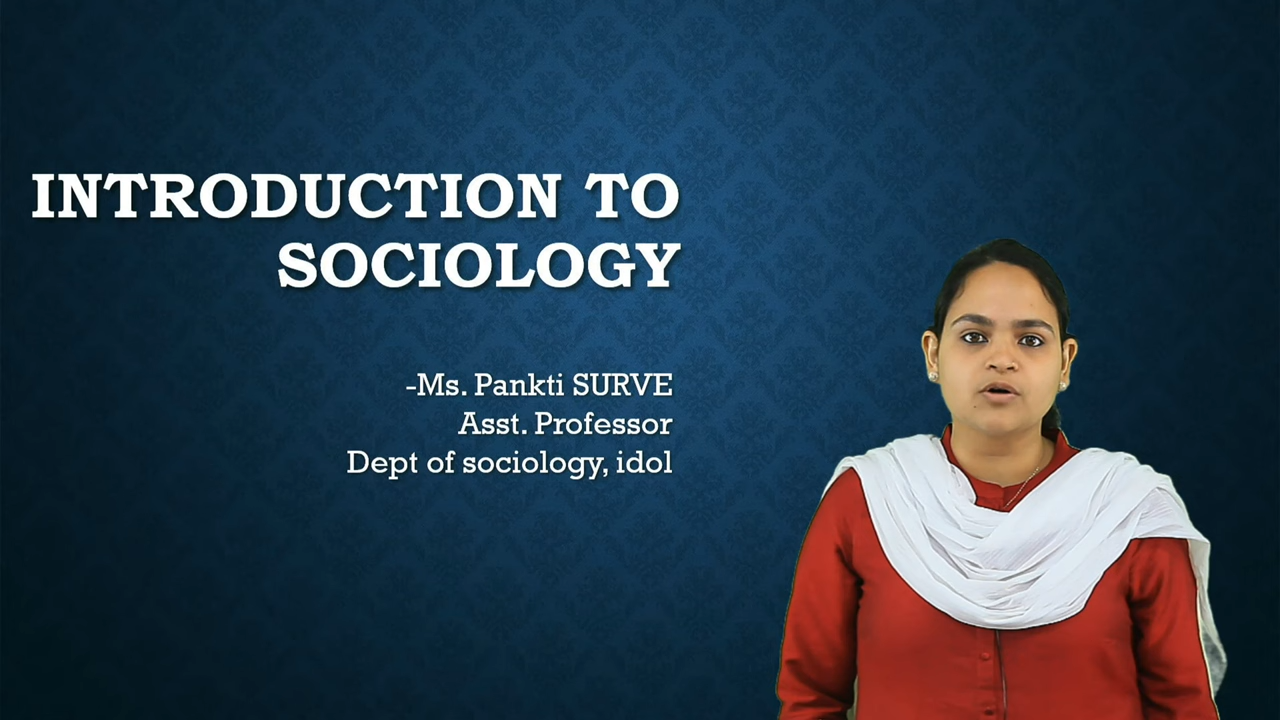 INTRODUCTION TO
SOCIOLOGY
-Ms. Pankti SURVE
Asst. Professor
Dept of sociology, idol